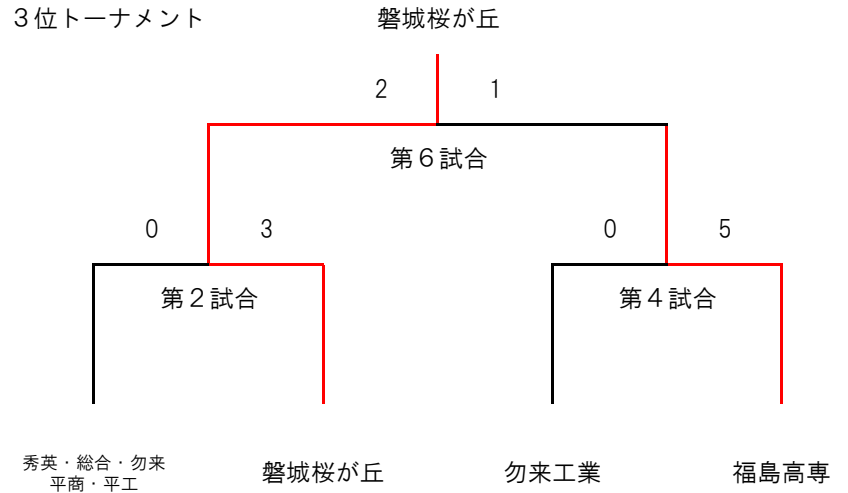 ３位トーナメント
磐城桜が丘
2 1
第６試合
0 3 0 5
第２試合 第４試合
秀英・総合・勿来
平商・平工
磐城桜が丘 勿来工業 福島高専